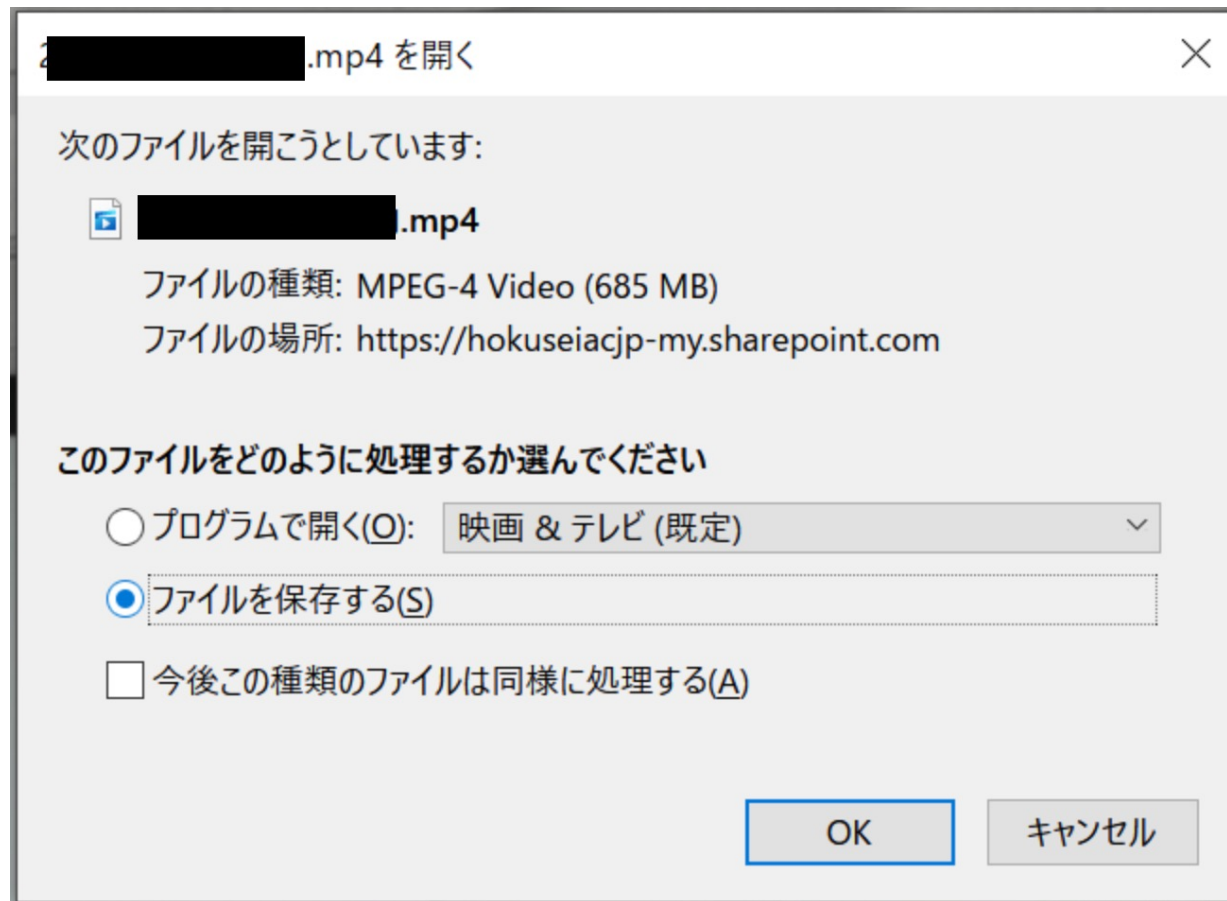 .mp4 を開く
次のファイルを開こうとしています:
.mp4
ファイルの種類: MPEG-4 Video (685 MB)
ファイルの場所: https://hokuseiacjp-my.sharepoint.com
このファイルをどのように処理するか選んでください
プログラムで開く(O): 映画 & テレビ (既定)
ファイルを保存する(S)
今後この種類のファイルは同様に処理する(A)
OK キャンセル